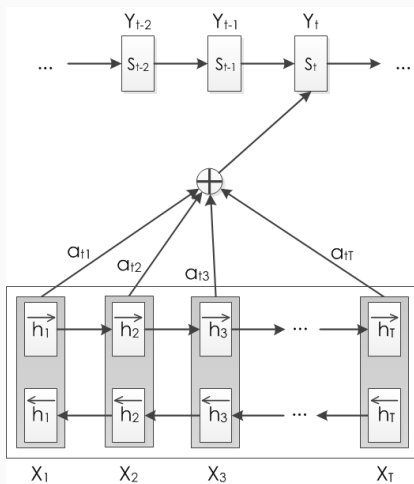 Yt-2 Yt-1 Yt
... St-2 St-1 St ...
at1 at2 at3 atT
h1 h2 h3 ... hT
h1 h2 h3 ... hT
X1 X2 X3 XT